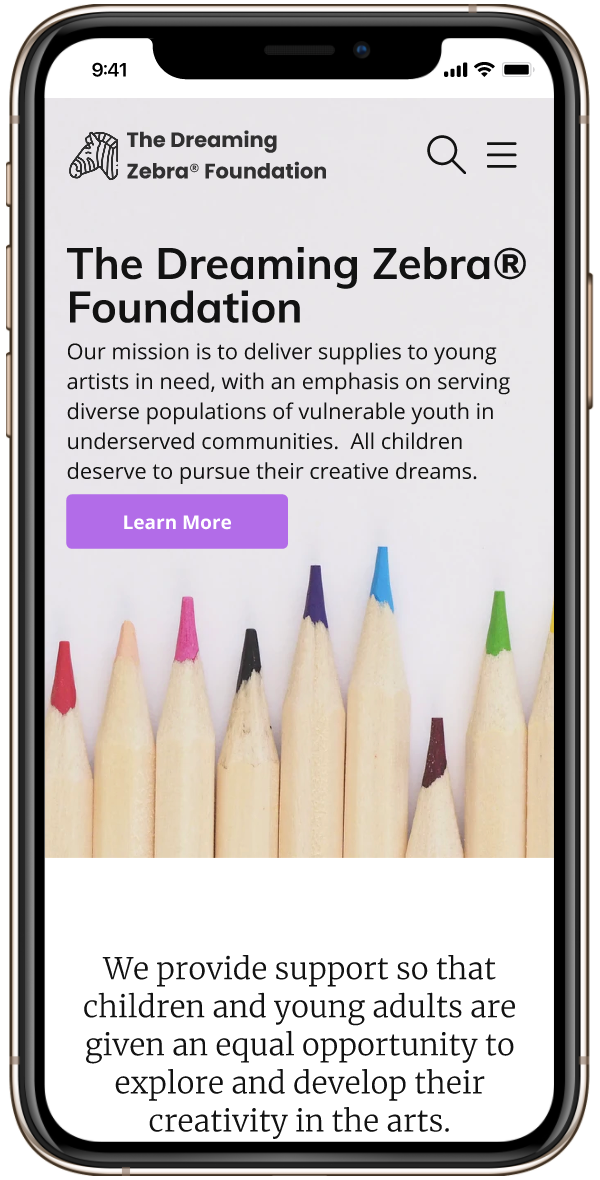 9:41
The Dreaming
Zebra® Foundation
The Dreaming Zebra®
Foundation
Our mission is to deliver supplies to young
artists in need, with an emphasis on serving
diverse populations of vulnerable youth in
underserved communities.  All children
deserve to pursue their creative dreams.
Learn More
We provide support so that
children and young adults are
given an equal opportunity to
explore and develop their
creativity in the arts.